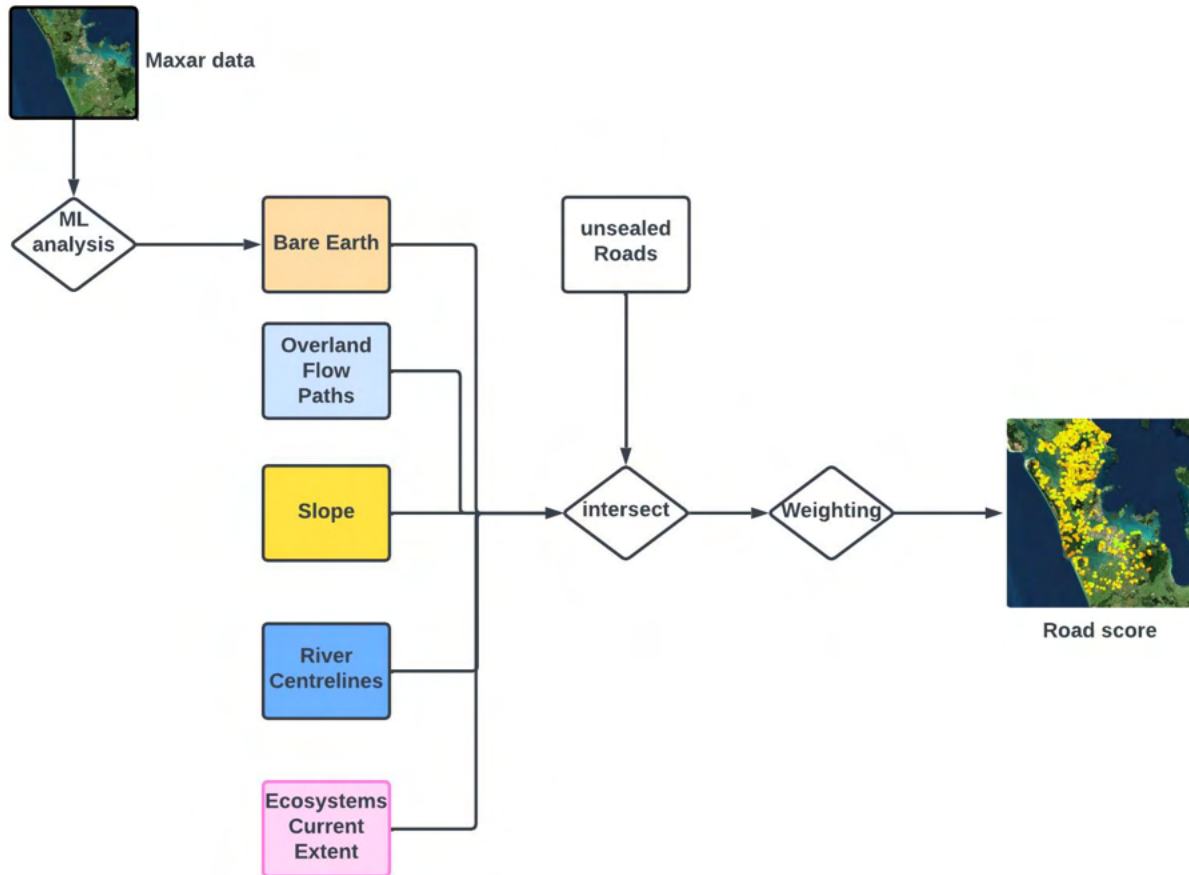 Maxar data
ML
analysis
Bare Earth
unsealed
Roads
Overland
Flow
Paths
Slope
intersect
Weighting
River
Centrelines
Road score
Ecosystems
Current
Extent